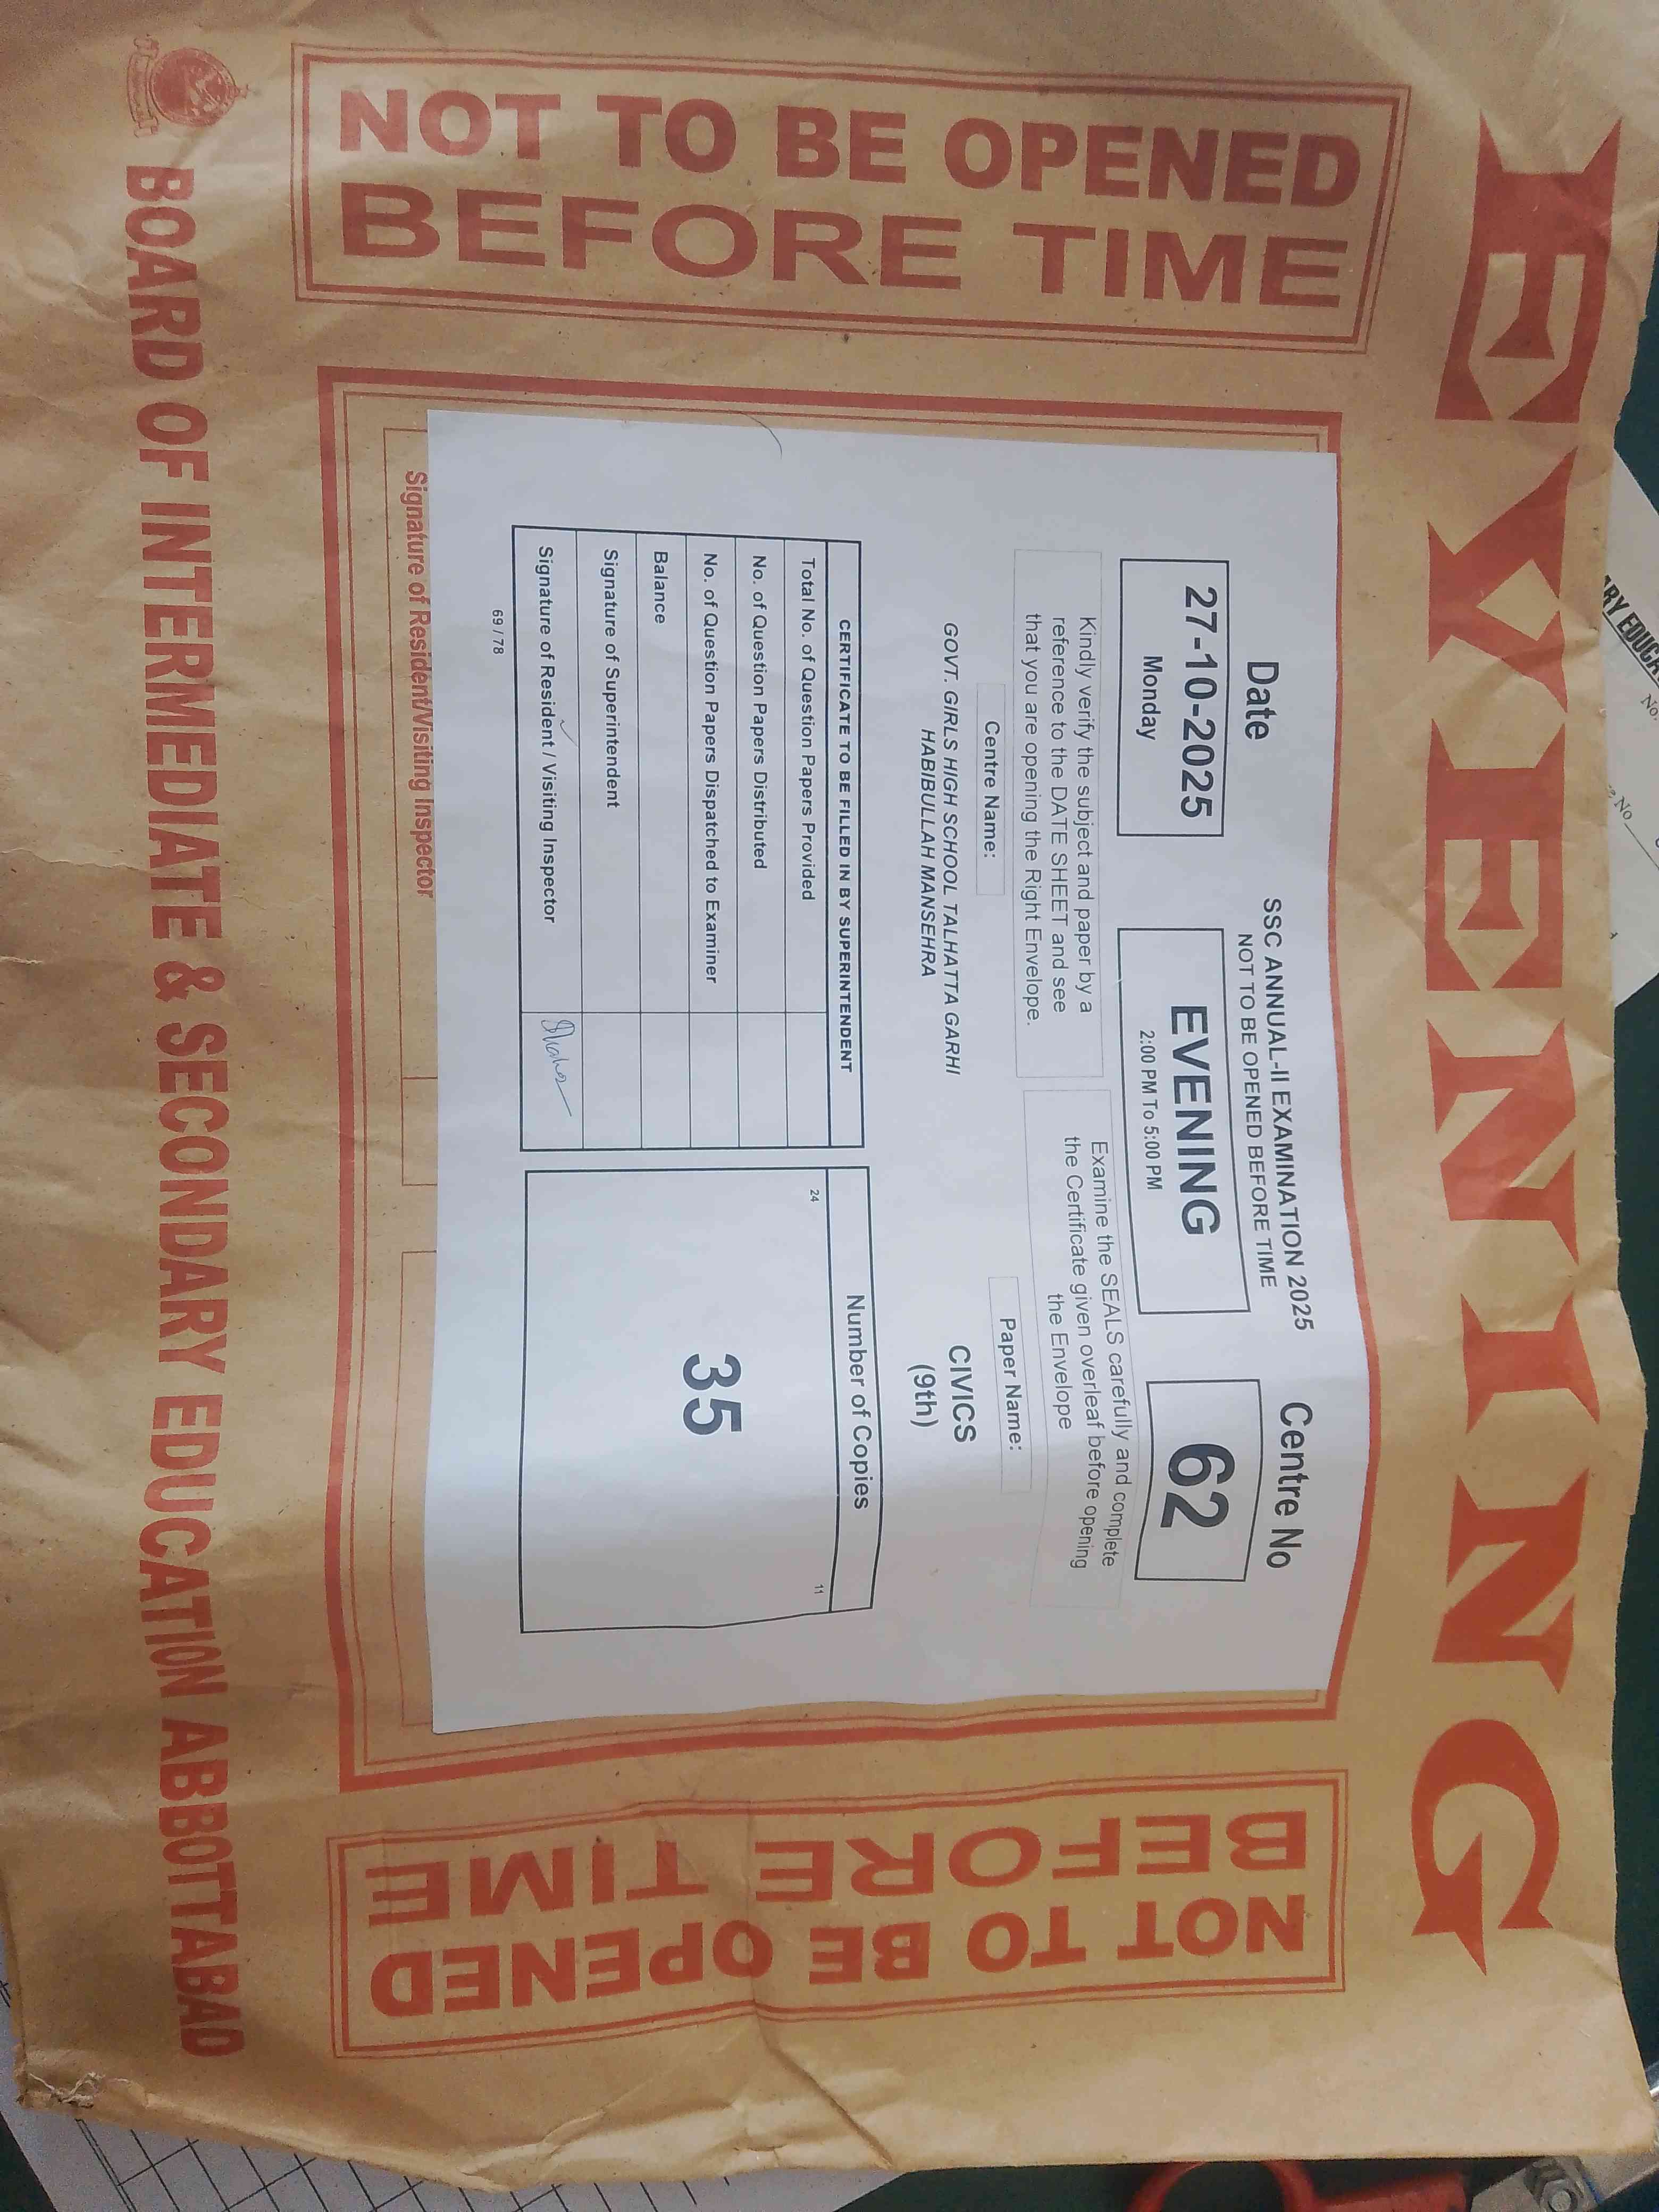 EVENING
NOT TO BE OPENED
BEFORE TIME
Date
27-10-2025
Monday
SSC ANNUAL-II EXAMINATION 2025
NOT TO BE OPENED BEFORE TIME
EVENING
2:00 PM To 5:00 PM
Centre No
62
Kindly verify the subject and paper by a
reference to the DATE SHEET and see
that you are opening the Right Envelope.
Examine the SEALS carefully and complete
the Certificate given overleaf before opening
the Envelope
Centre Name:
GOVT. GIRLS HIGH SCHOOL TALHATTA GARHI
HABIBULLAH MANSEHRA
Paper Name:
CIVICS
(9th)
CERTIFICATE TO BE FILLED IN BY SUPERINTENDENT
Total No. of Question Papers Provided
No. of Question Papers Distributed
No. of Question Papers Dispatched to Examiner
Balance
Signature of Superintendent
Signature of Resident / Visiting Inspector
69 / 78
Number of Copies
24
11
35
Signature of Resident/Visiting Inspector
NOT TO BE OPENED
BEFORE TIME
BOARD OF INTERMEDIATE & SECONDARY EDUCATION ABBOTTABAD
No.
No